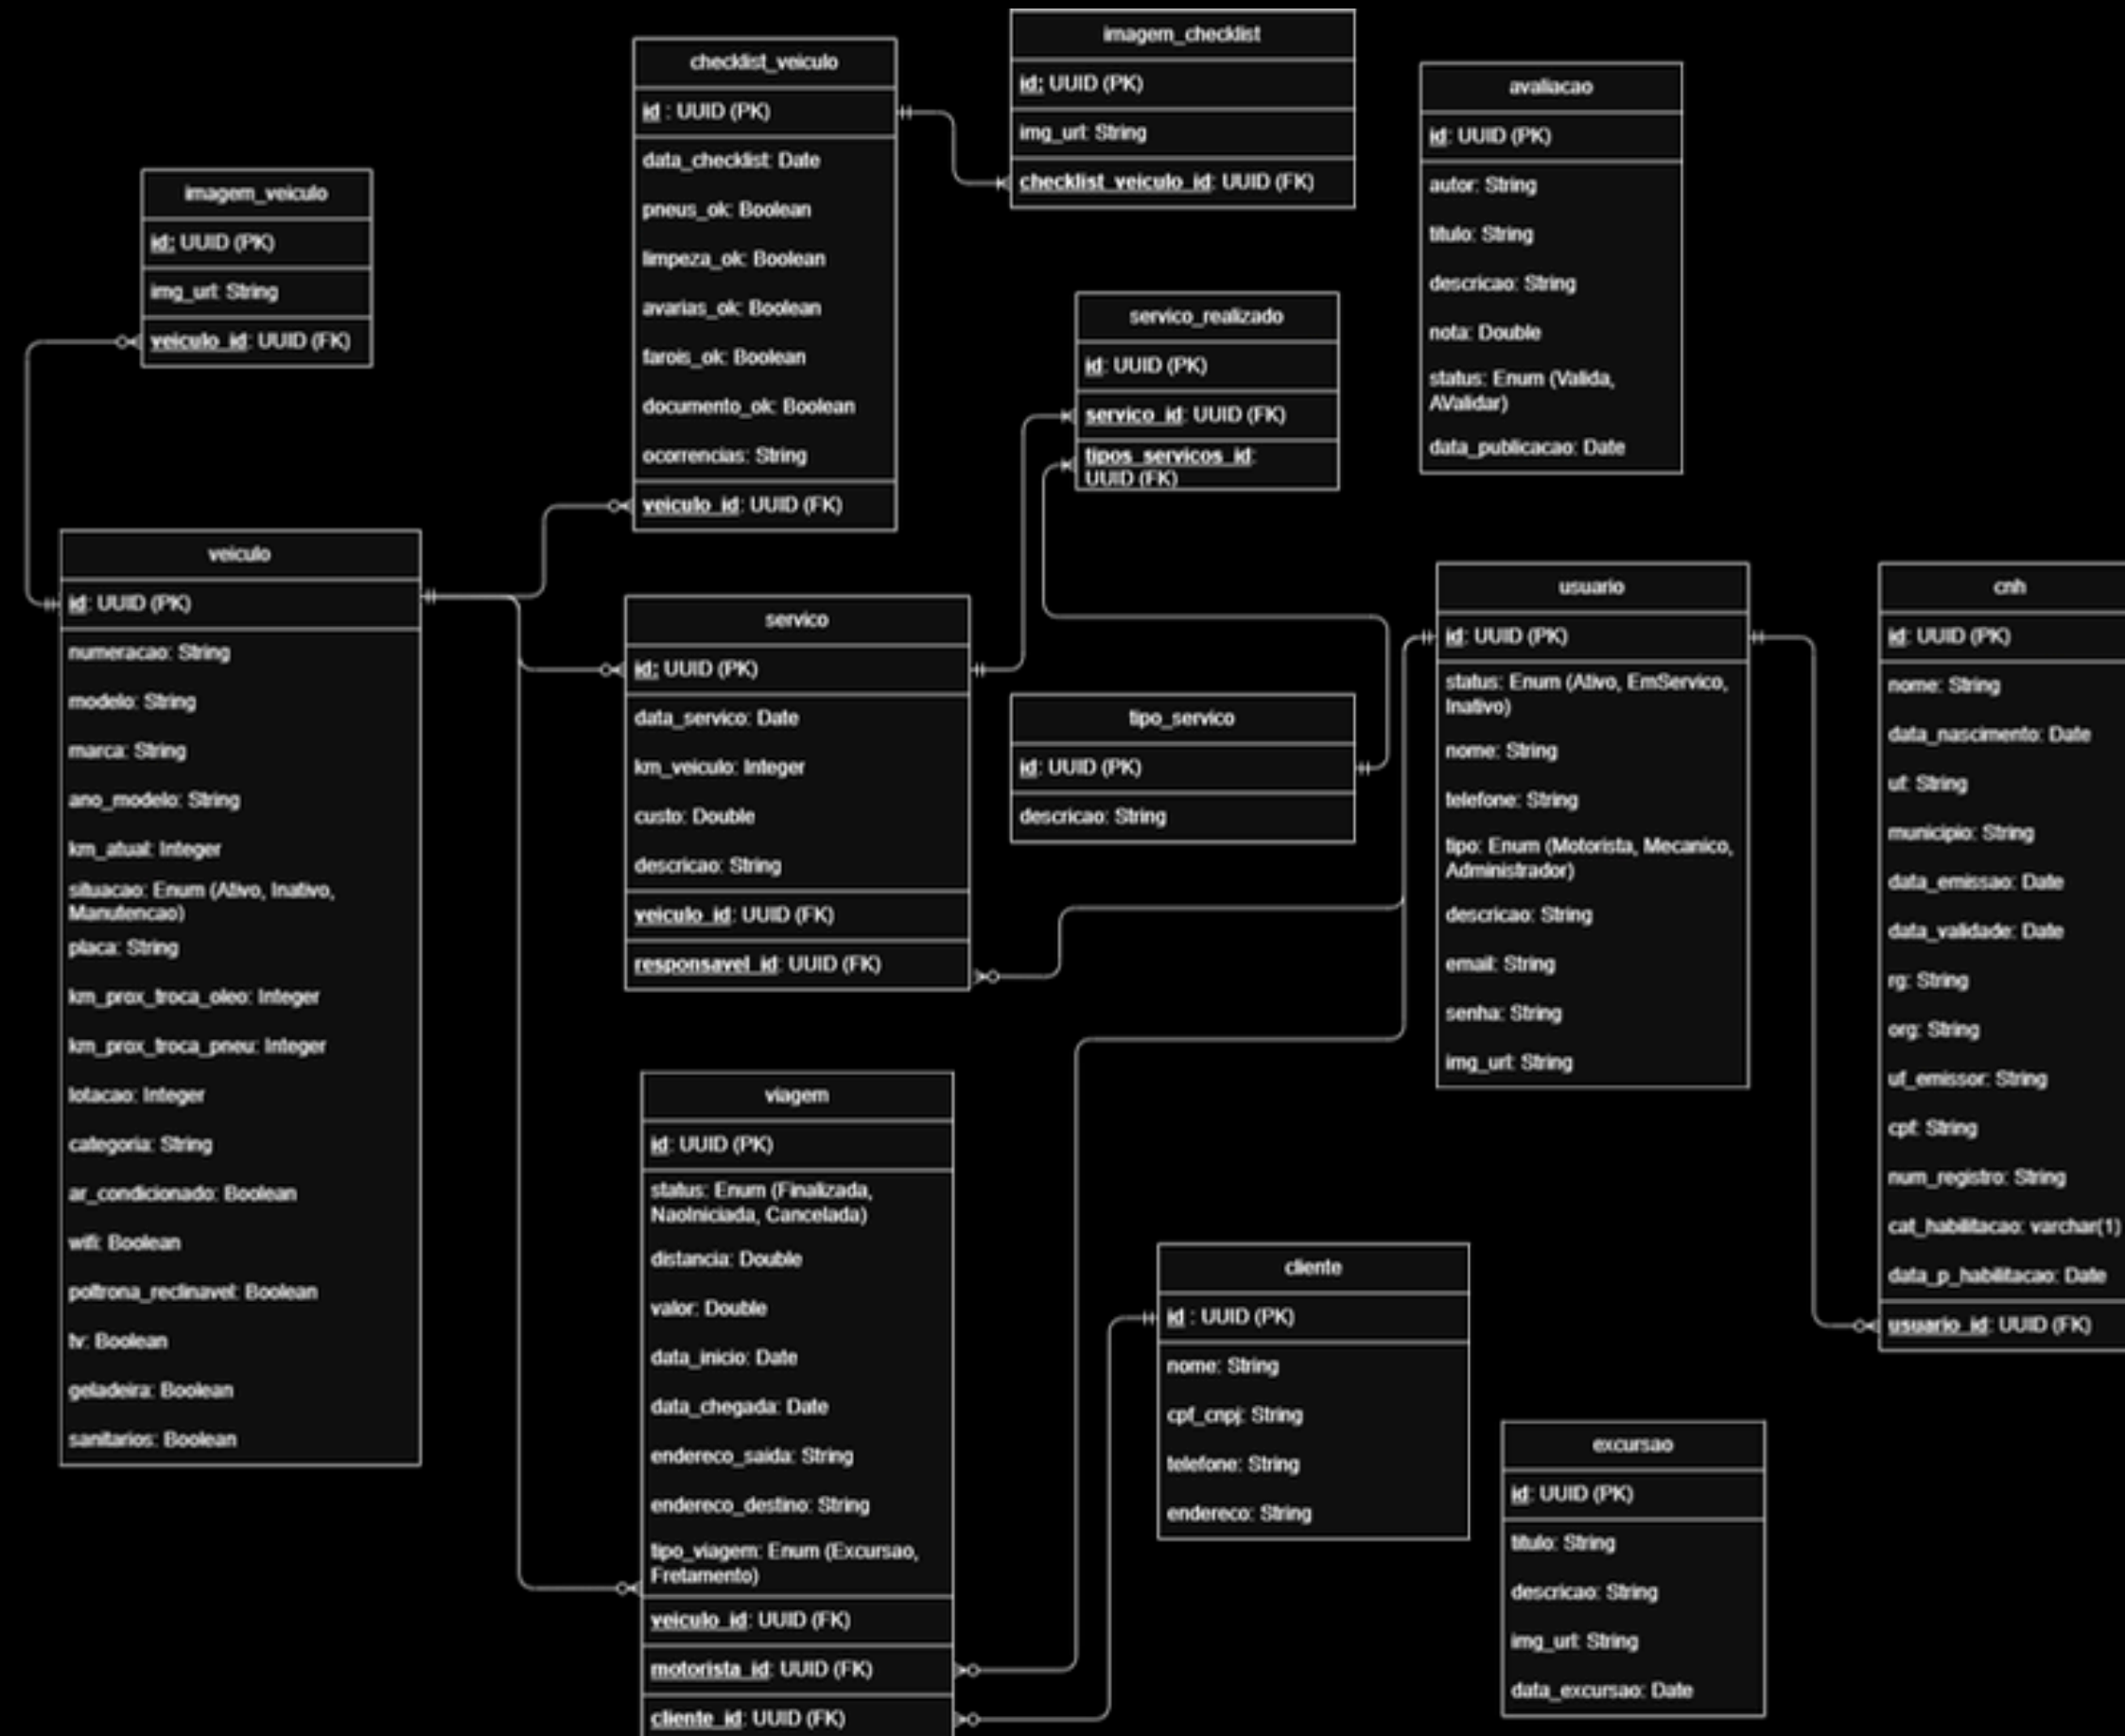 imagem_veiculo
id: UUID (PK)
img_url: String
veiculo_id: UUID (FK)
veiculo
id: UUID (PK)
numeracao: String
modelo: String
marca: String
ano_modelo: String
km_atual: Integer
situacao: Enum (Ativo, Inativo,
Manutencao)
placa: String
km_prox_troca_oleo: Integer
km_prox_troca_pneu: Integer
lotacao: Integer
categoria: String
ar_condicionado: Boolean
wifi: Boolean
poltrona_reclinavel: Boolean
tv: Boolean
geladeira: Boolean
sanitarios: Boolean
checklist_veiculo
id : UUID (PK)
data_checklist: Date
pneus_ok: Boolean
limpeza_ok: Boolean
avarias_ok: Boolean
farois_ok: Boolean
documento_ok: Boolean
ocorrencias: String
veiculo_id: UUID (FK)
servico
id: UUID (PK)
data_servico: Date
km_veiculo: Integer
custo: Double
descricao: String
veiculo_id: UUID (FK)
responsavel_id: UUID (FK)
viagem
id: UUID (PK)
status: Enum (Finalizada,
NaoIniciada, Cancelada)
distancia: Double
valor: Double
data_inicio: Date
data_chegada: Date
endereco_saida: String
endereco_destino: String
tipo_viagem: Enum (Excursao,
Fretamento)
veiculo_id: UUID (FK)
motorista_id: UUID (FK)
cliente_id: UUID (FK)
imagem_checklist
id: UUID (PK)
img_url: String
checklist_veiculo_id: UUID (FK)
servico_realizado
id: UUID (PK)
servico_id: UUID (FK)
tipos_servicos_id:
UUID (FK)
tipo_servico
id: UUID (PK)
descricao: String
cliente
id : UUID (PK)
nome: String
cpf_cnpj: String
telefone: String
endereco: String
avaliacao
id: UUID (PK)
autor: String
titulo: String
descricao: String
nota: Double
status: Enum (Valida,
AValidar)
data_publicacao: Date
usuario
id: UUID (PK)
status: Enum (Ativo, EmServico,
Inativo)
nome: String
telefone: String
tipo: Enum (Motorista, Mecanico,
Administrador)
descricao: String
email: String
senha: String
img_url: String
excursao
id: UUID (PK)
titulo: String
descricao: String
img_url: String
data_excursao: Date
cnh
id: UUID (PK)
nome: String
data_nascimento: Date
uf: String
municipio: String
data_emissao: Date
data_validade: Date
rg: String
org: String
uf_emissor: String
cpf: String
num_registro: String
cat_habilitacao: varchar(1)
data_p_habilitacao: Date
usuario_id: UUID (FK)